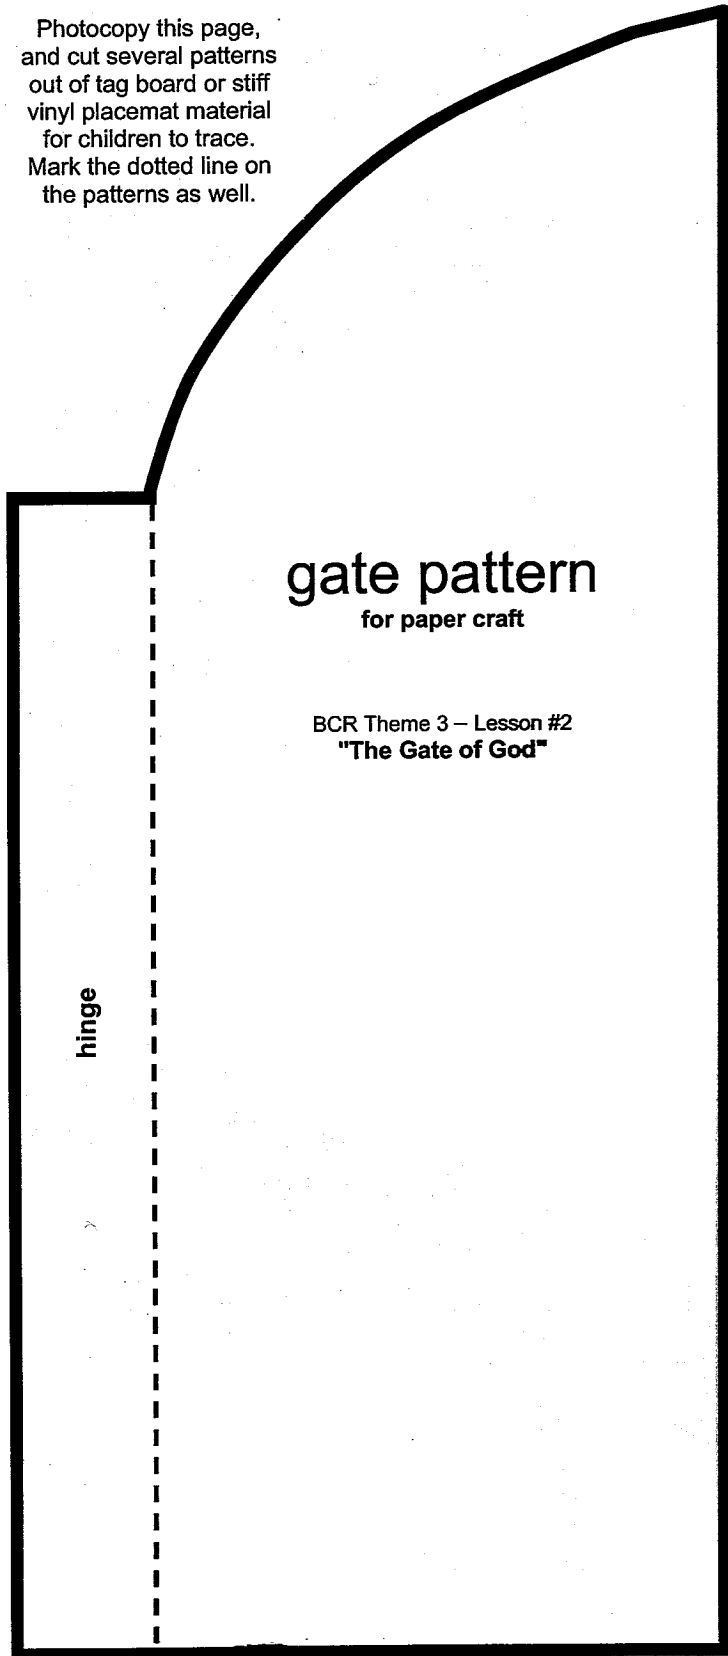 Photocopy this page,
and cut several patterns
out of tag board or stiff
vinyl placemat material
for children to trace.
Mark the dotted line on
the patterns as well.
gate pattern
for paper craft
BCR Theme 3 – Lesson #2
"The Gate of God"
hinge